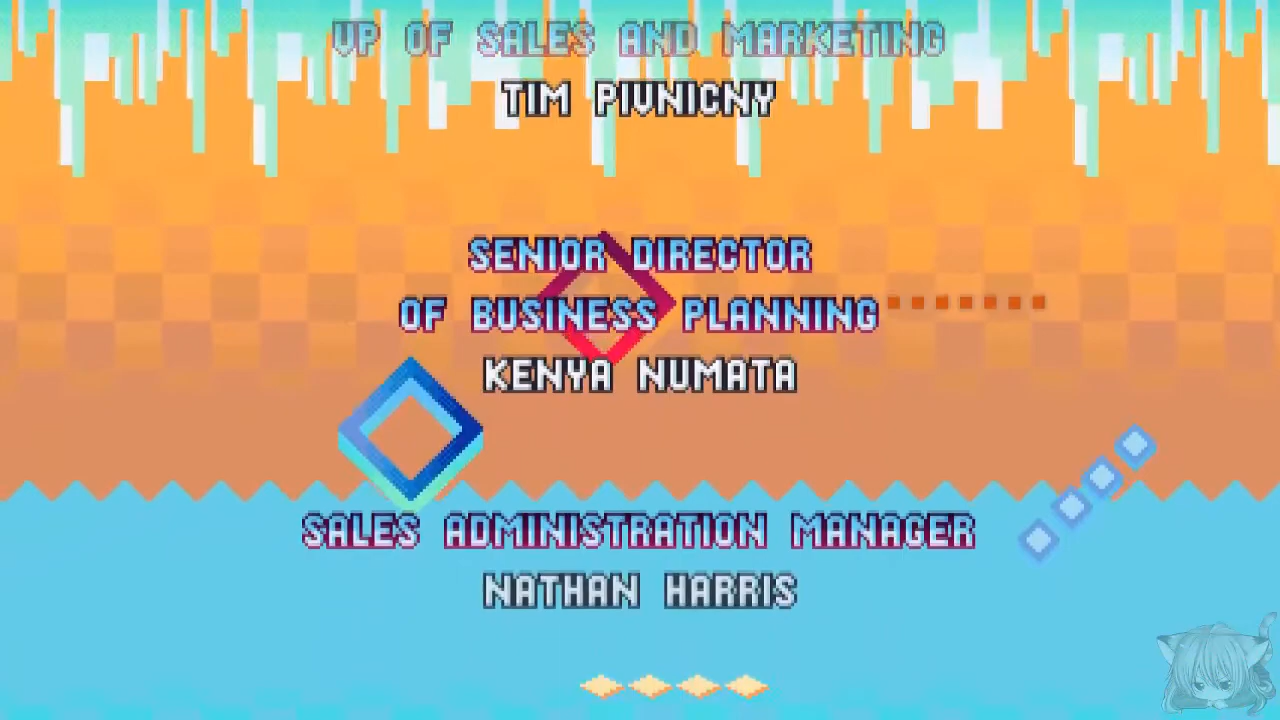 VP OF SALES AND MARKETING
TIM PIVNICNY
SENIOR DIRECTOR
OF BUSINESS PLANNING
KENYA NUMATA
SALES ADMINISTRATION MANAGER
NATHAN HARRIS